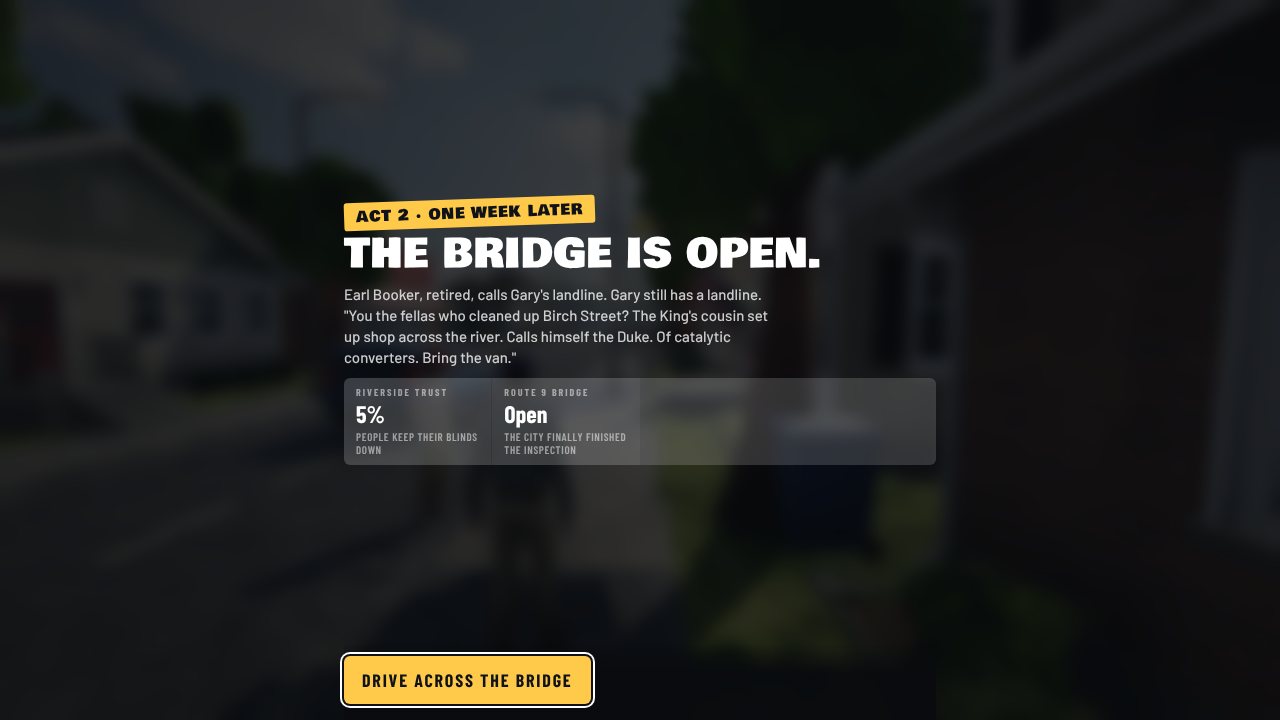 ACT 2 · ONE WEEK LATER
THE BRIDGE IS OPEN.
Earl Booker, retired, calls Gary's landline. Gary still has a landline.
"You the fellas who cleaned up Birch Street? The King's cousin set
up shop across the river. Calls himself the Duke. Of catalytic
converters. Bring the van."
RIVERSIDE TRUST
5%
PEOPLE KEEP THEIR BLINDS
DOWN
ROUTE 9 BRIDGE
Open
THE CITY FINALLY FINISHED
THE INSPECTION
DRIVE ACROSS THE BRIDGE